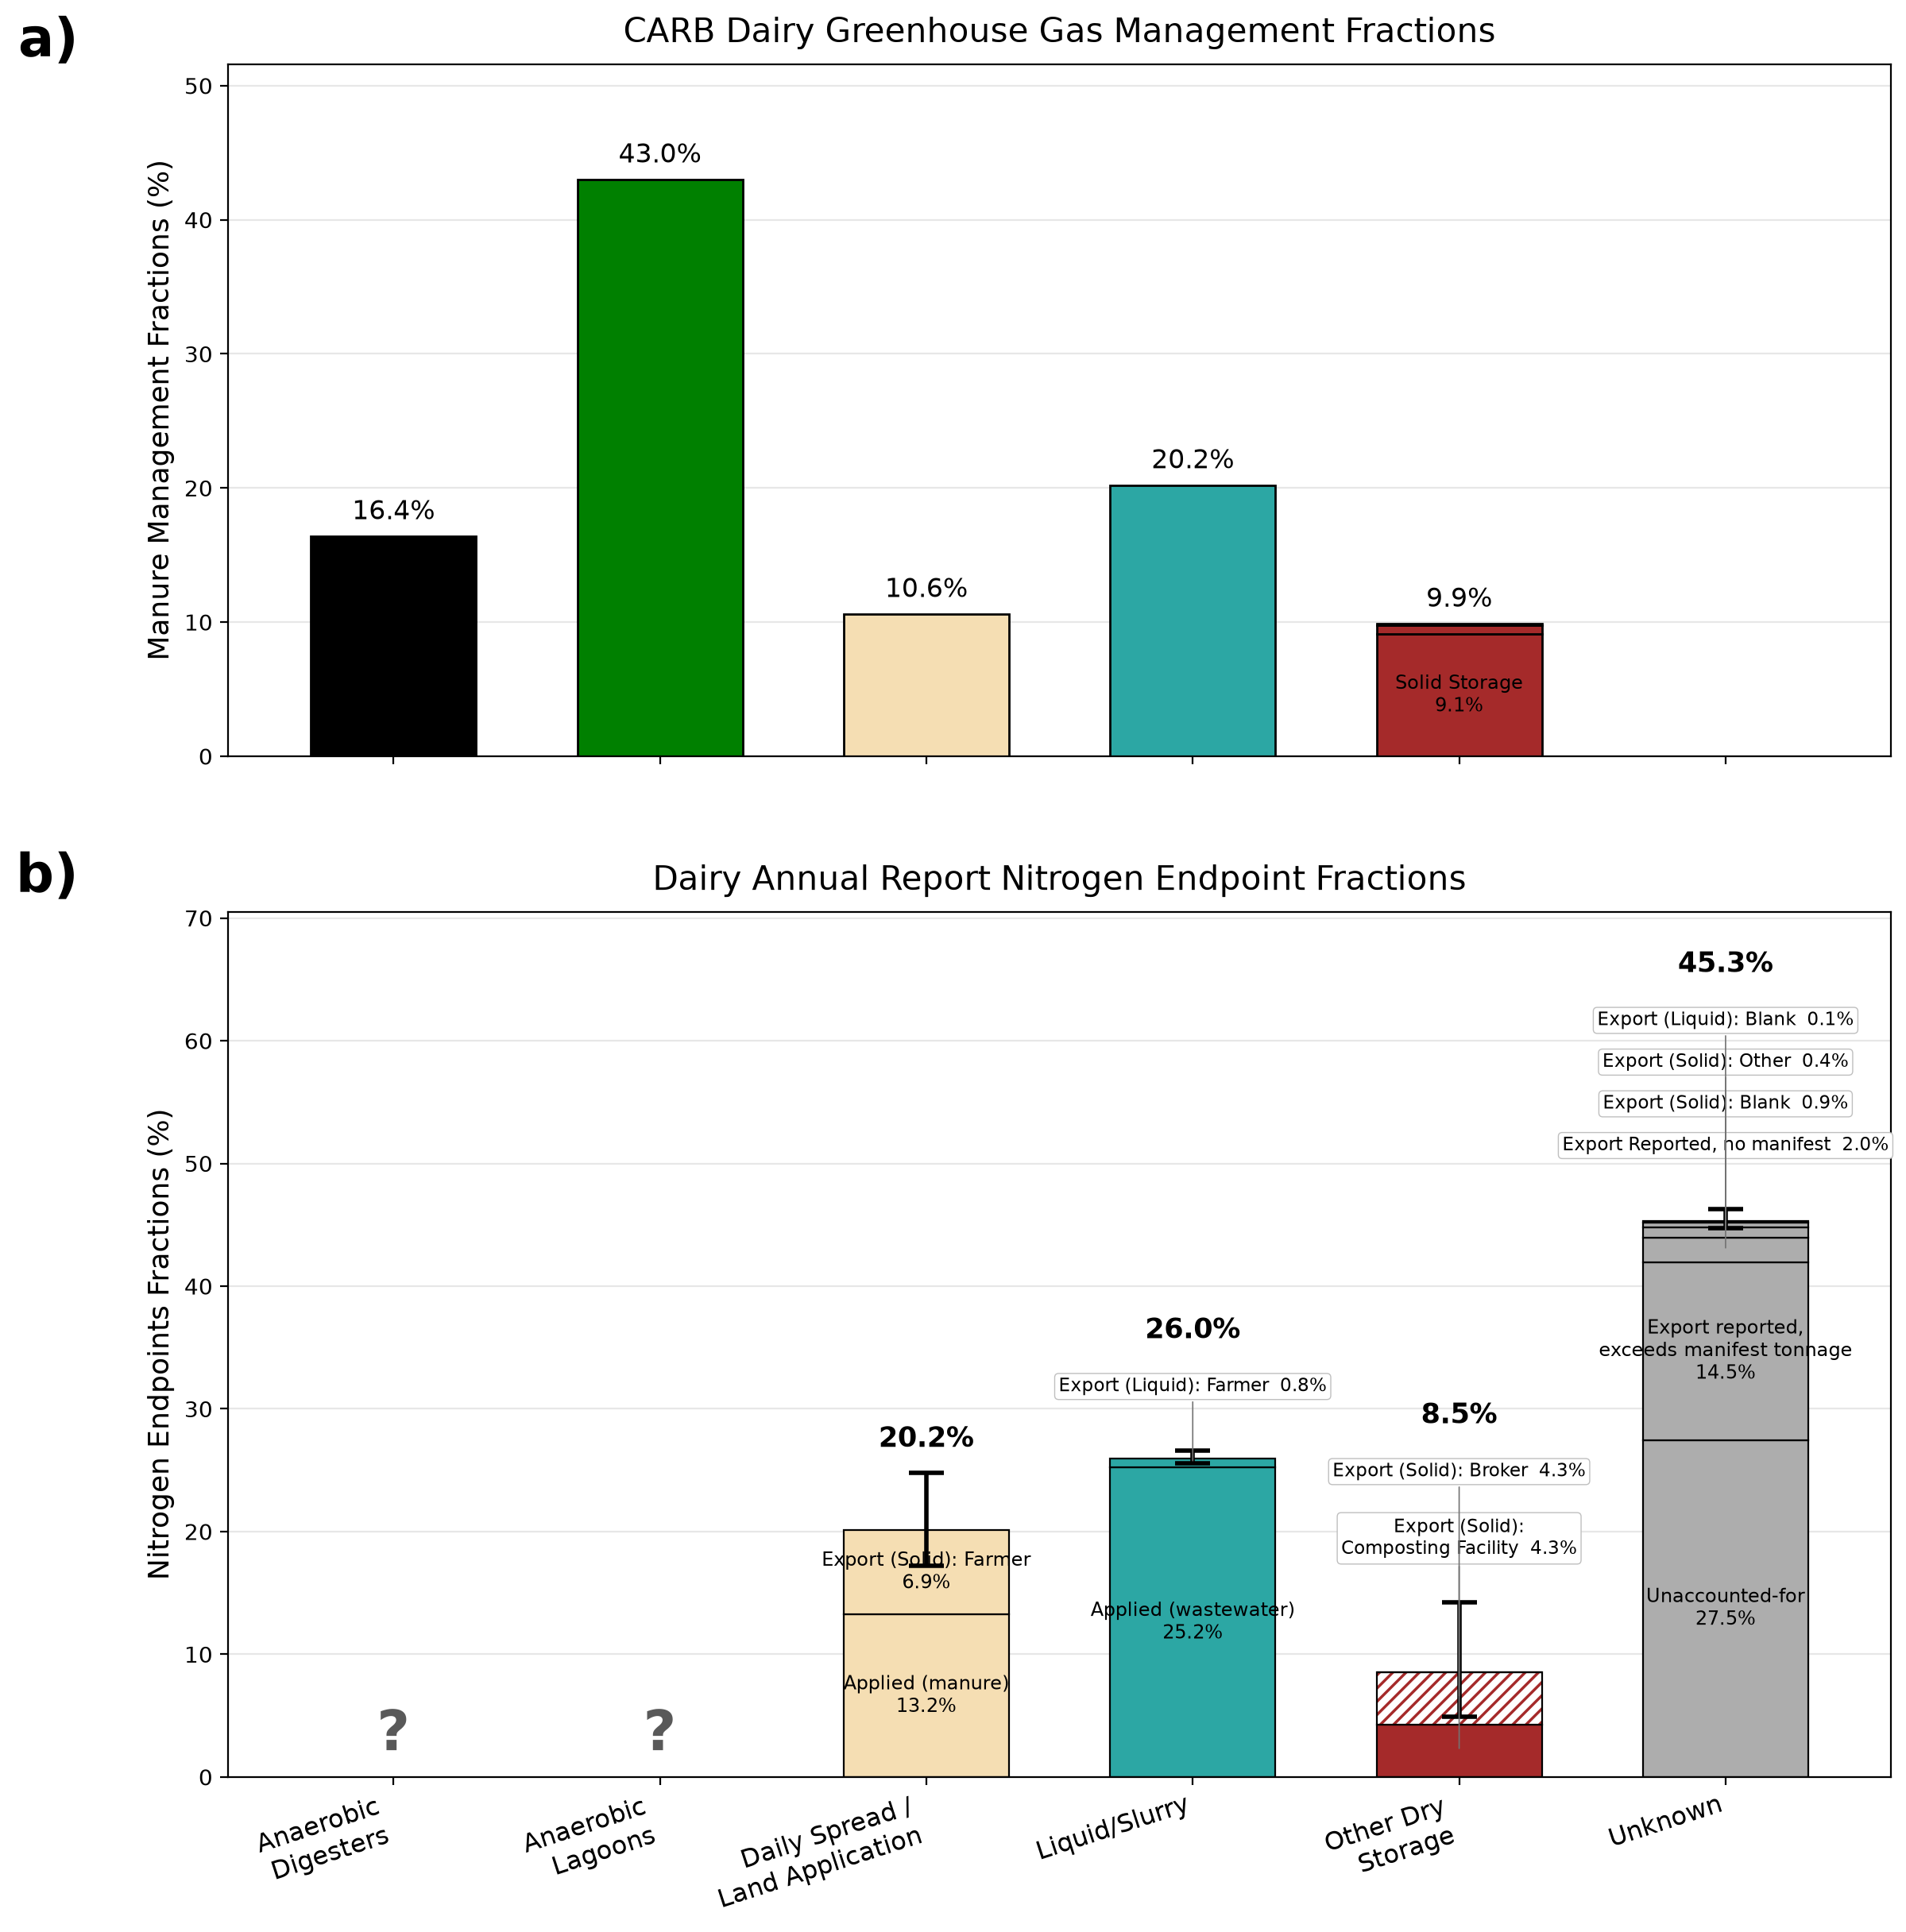 a)
CARB Dairy Greenhouse Gas Management Fractions
Manure Management Fractions (%)
50
40
30
20
10
0
16.4%
43.0%
10.6%
20.2%
9.9%
Solid Storage
9.1%
b)
Dairy Annual Report Nitrogen Endpoint Fractions
Nitrogen Endpoints Fractions (%)
70
60
50
40
30
20
10
0
?
?
20.2%
Export (Solid): Farmer
6.9%
Applied (manure)
13.2%
26.0%
Export (Liquid): Farmer 0.8%
Applied (wastewater)
25.2%
8.5%
Export (Solid): Broker 4.3%
Export (Solid):
Composting Facility 4.3%
45.3%
Export (Liquid): Blank 0.1%
Export (Solid): Other 0.4%
Export (Solid): Blank 0.9%
Export Reported, no manifest 2.0%
Export reported,
exceeds manifest tonnage
14.5%
Unaccounted-for
27.5%
Anaerobic
Digesters
Anaerobic
Lagoons
Daily Spread /
Land Application
Liquid/Slurry
Other Dry
Storage
Unknown